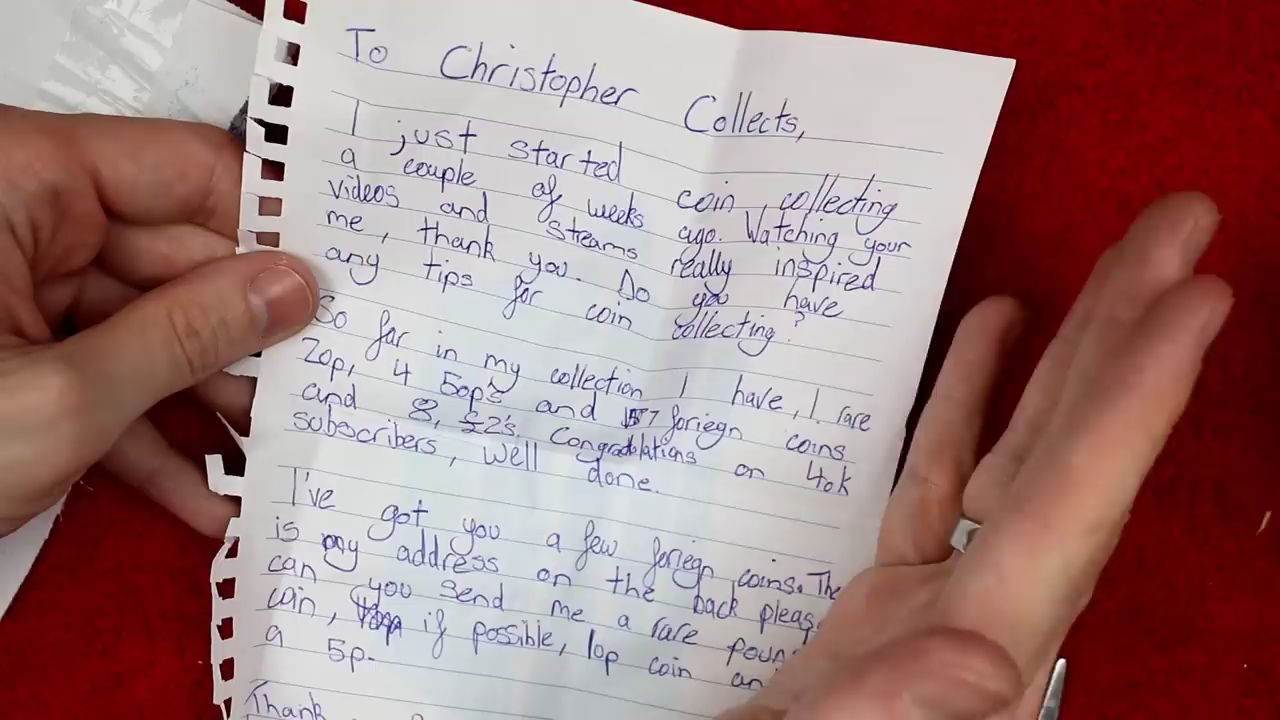 To Christopher Collects,
I just started coin collecting
a couple of weeks ago. Watching your
videos and streams really inspired
me, thank you. Do you have
any tips for coin collecting?
So far in my collection I have, 1 rare
20p, 4 50p's and 7 foriegn coins
and 8, £2's. Congratulations on 40k
subscribers, well done.
I've got you a few foriegn coins. The
is my address on the back pleas
can you send me a rare poun
coin, if possible, 10p coin an
a 5p.
Thank